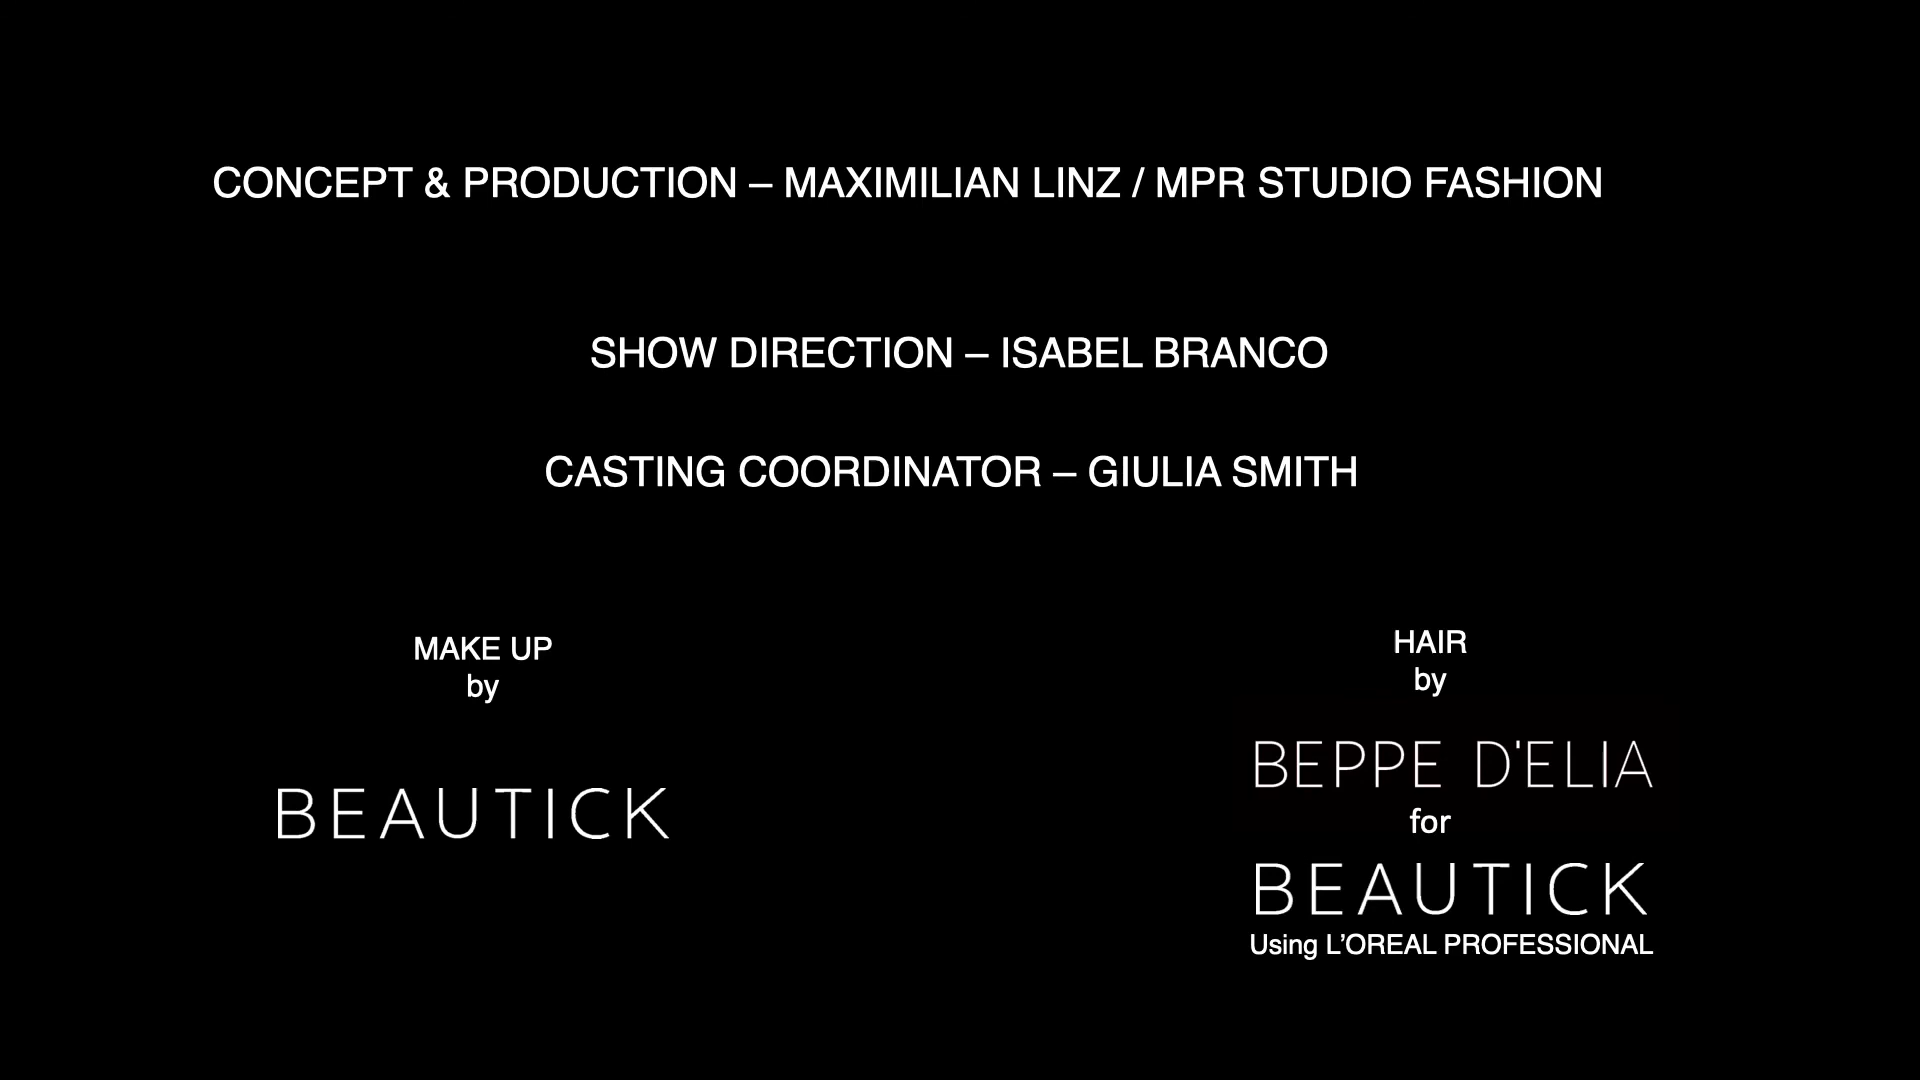 CONCEPT & PRODUCTION – MAXIMILIAN LINZ / MPR STUDIO FASHION
SHOW DIRECTION – ISABEL BRANCO
CASTING COORDINATOR – GIULIA SMITH
MAKE UP
by
BEAUTICK
HAIR
by
BEPPE D'ELIA
for
BEAUTICK
Using L’OREAL PROFESSIONAL